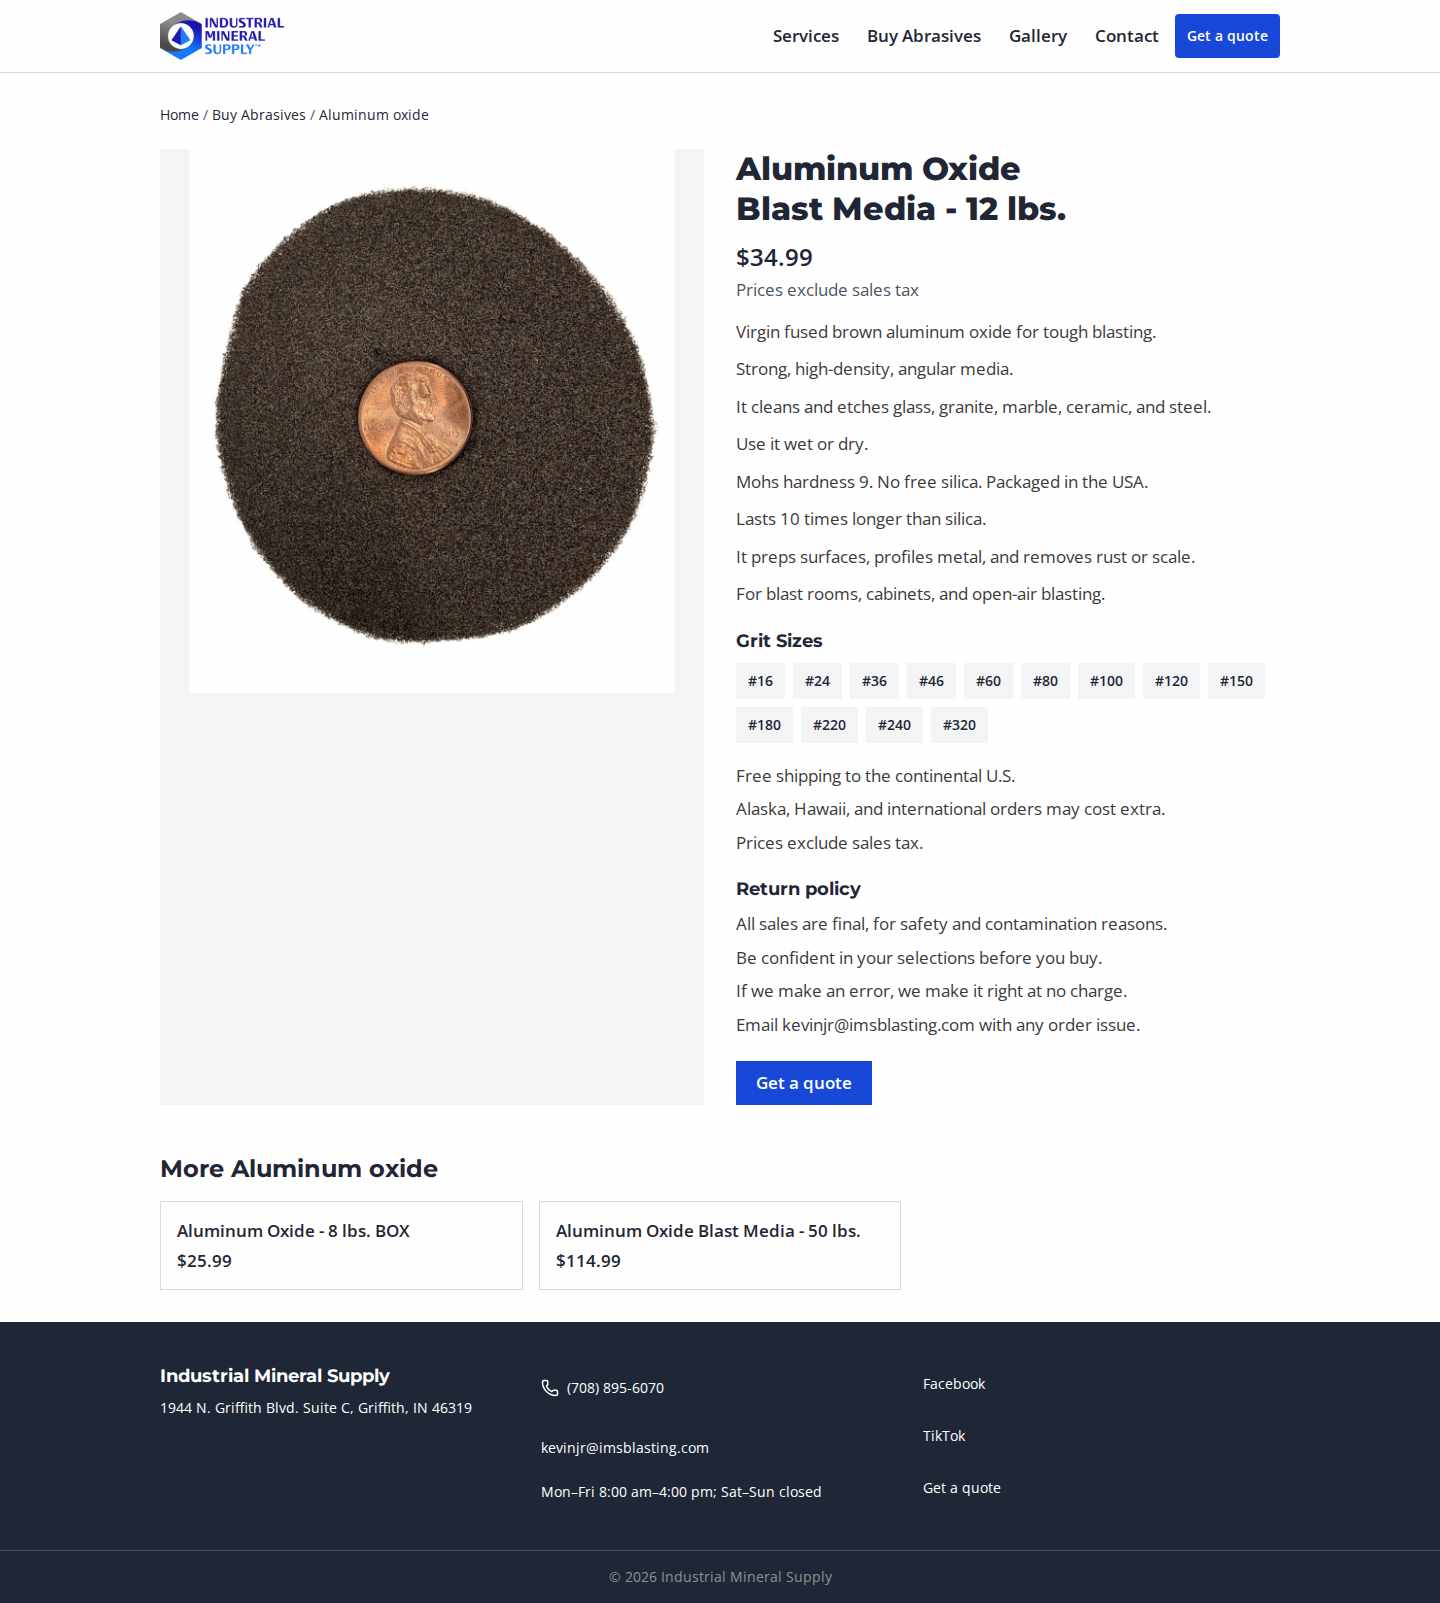 INDUSTRIAL
MINERAL
SUPPLY™
Services
Buy Abrasives
Gallery
Contact
Get a quote
Home / Buy Abrasives / Aluminum oxide
Aluminum Oxide
Blast Media - 12 lbs.
$34.99
Prices exclude sales tax
Virgin fused brown aluminum oxide for tough blasting.
Strong, high-density, angular media.
It cleans and etches glass, granite, marble, ceramic, and steel.
Use it wet or dry.
Mohs hardness 9. No free silica. Packaged in the USA.
Lasts 10 times longer than silica.
It preps surfaces, profiles metal, and removes rust or scale.
For blast rooms, cabinets, and open-air blasting.
Grit Sizes
#16 #24 #36 #46 #60 #80 #100 #120 #150
#180 #220 #240 #320
Free shipping to the continental U.S.
Alaska, Hawaii, and international orders may cost extra.
Prices exclude sales tax.
Return policy
All sales are final, for safety and contamination reasons.
Be confident in your selections before you buy.
If we make an error, we make it right at no charge.
Email kevinjr@imsblasting.com with any order issue.
Get a quote
More Aluminum oxide
Aluminum Oxide - 8 lbs. BOX
$25.99
Aluminum Oxide Blast Media - 50 lbs.
$114.99
Industrial Mineral Supply
1944 N. Griffith Blvd. Suite C, Griffith, IN 46319
(708) 895-6070
kevinjr@imsblasting.com
Mon–Fri 8:00 am–4:00 pm; Sat–Sun closed
Facebook
TikTok
Get a quote
© 2026 Industrial Mineral Supply